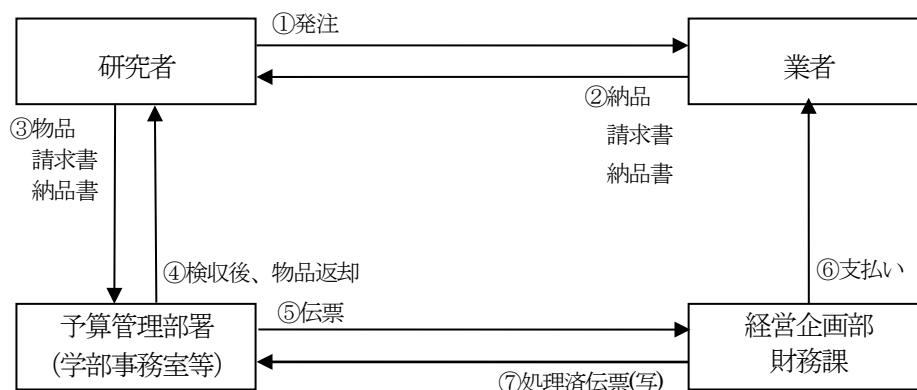 ①発注
研究者
業者
②納品
請求書
納品書
③物品
請求書
納品書
④検収後、物品返却
⑥支払い
予算管理部署
(学部事務室等)
⑤伝票
経営企画部
財務課
⑦処理済伝票(写)